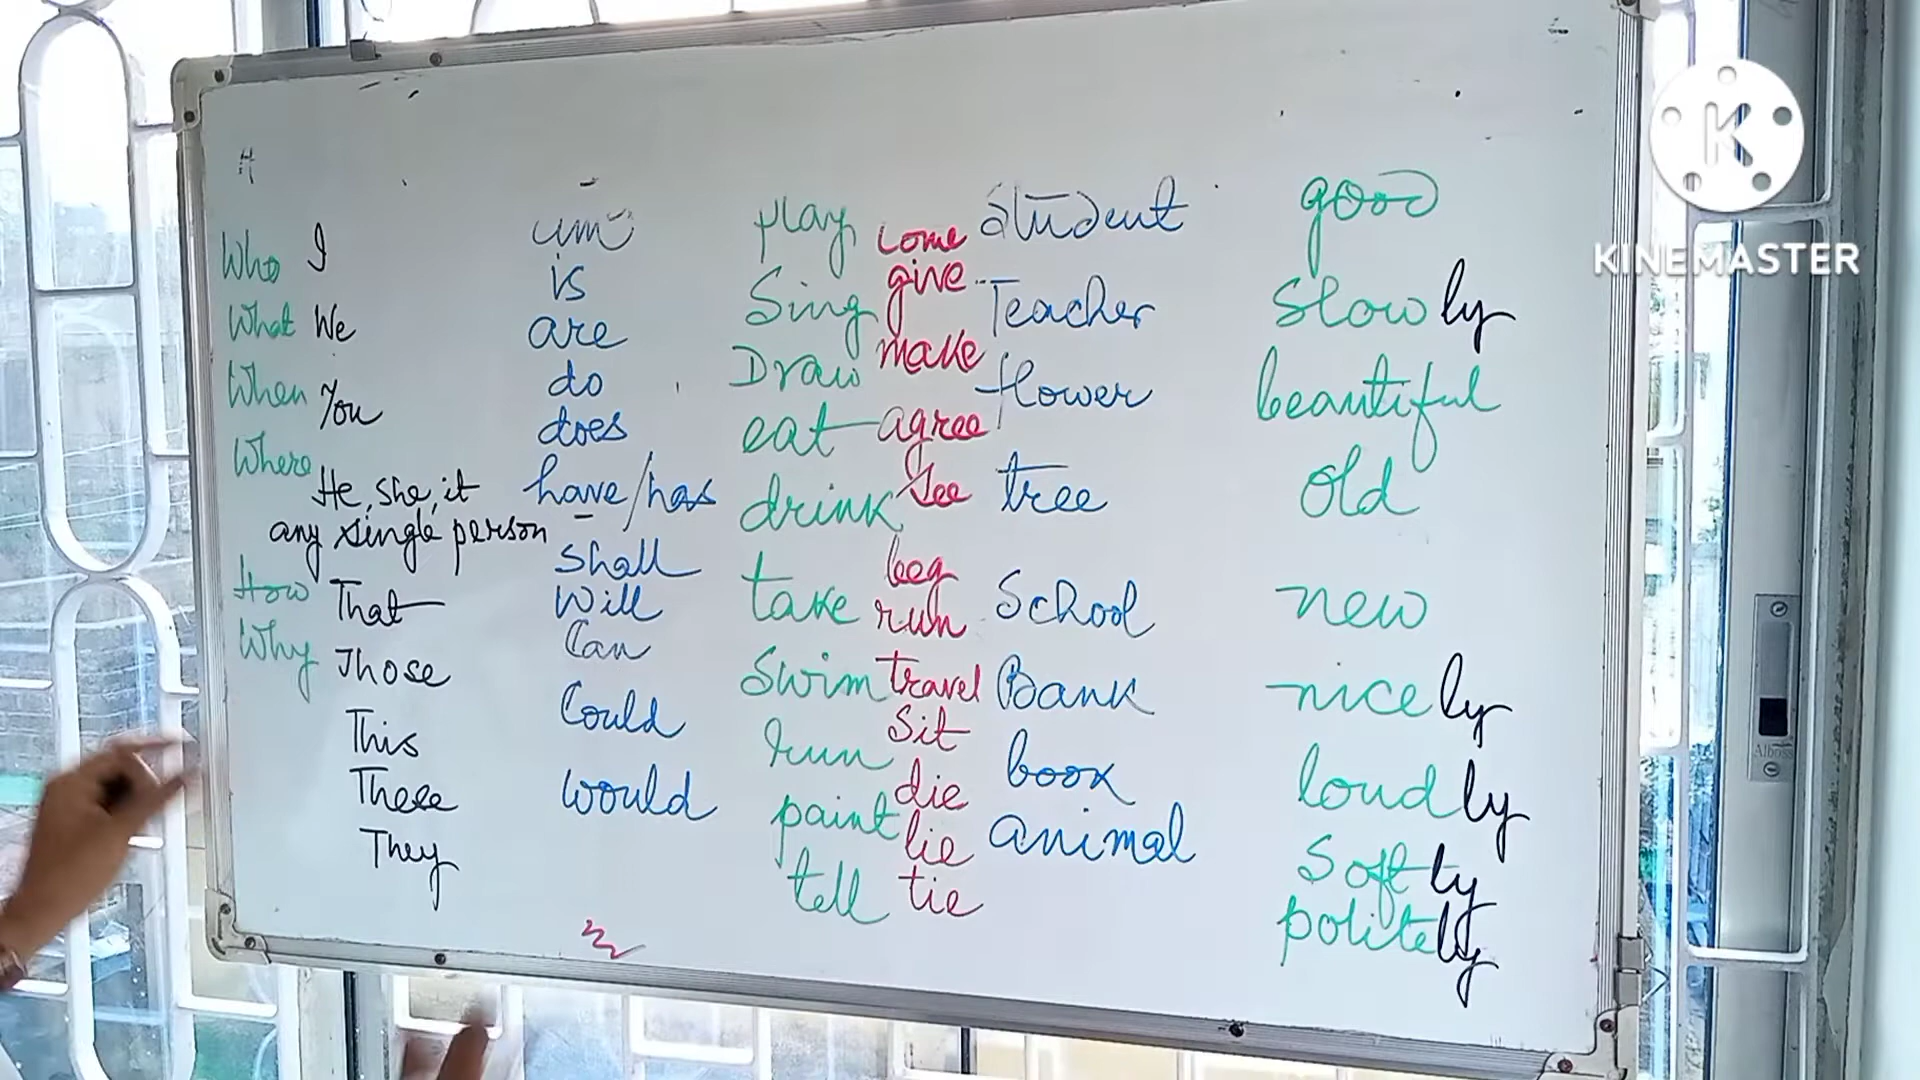 Who I am play come Student good
What We is Sing give Teacher slowly
When You are Draw make flower beautiful
Where do eat agree tree Old
He, she, it does drink See School new
any single person have/has take beg Bank nicely
How That shall Swim run boox loudly
Why Those Will run travel animal Softly
This Can paint Sit politely
These Could tell die
They would lie
tie
K
KINEMASTER
Alboss